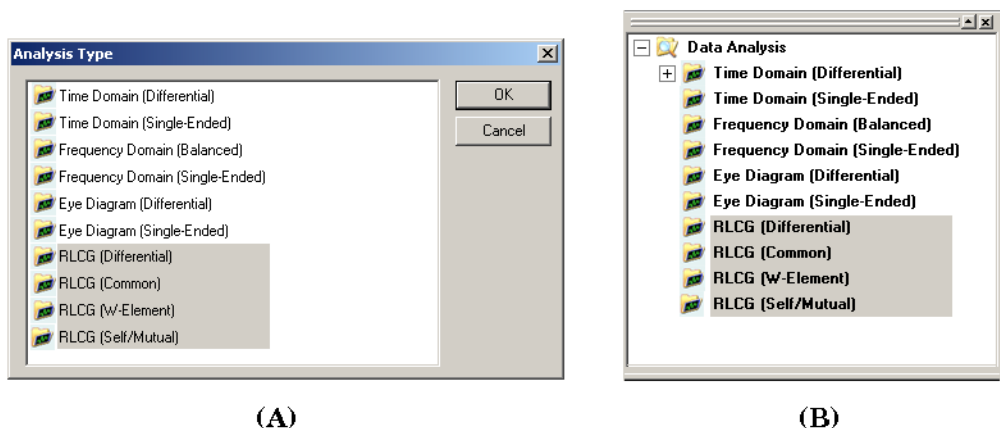 Analysis Type
Time Domain (Differential)
Time Domain (Single-Ended)
Frequency Domain (Balanced)
Frequency Domain (Single-Ended)
Eye Diagram (Differential)
Eye Diagram (Single-Ended)
RLCG (Differential)
RLCG (Common)
RLCG (W-Element)
RLCG (Self/Mutual)
OK
Cancel
(A)
Data Analysis
Time Domain (Differential)
Time Domain (Single-Ended)
Frequency Domain (Balanced)
Frequency Domain (Single-Ended)
Eye Diagram (Differential)
Eye Diagram (Single-Ended)
RLCG (Differential)
RLCG (Common)
RLCG (W-Element)
RLCG (Self/Mutual)
(B)